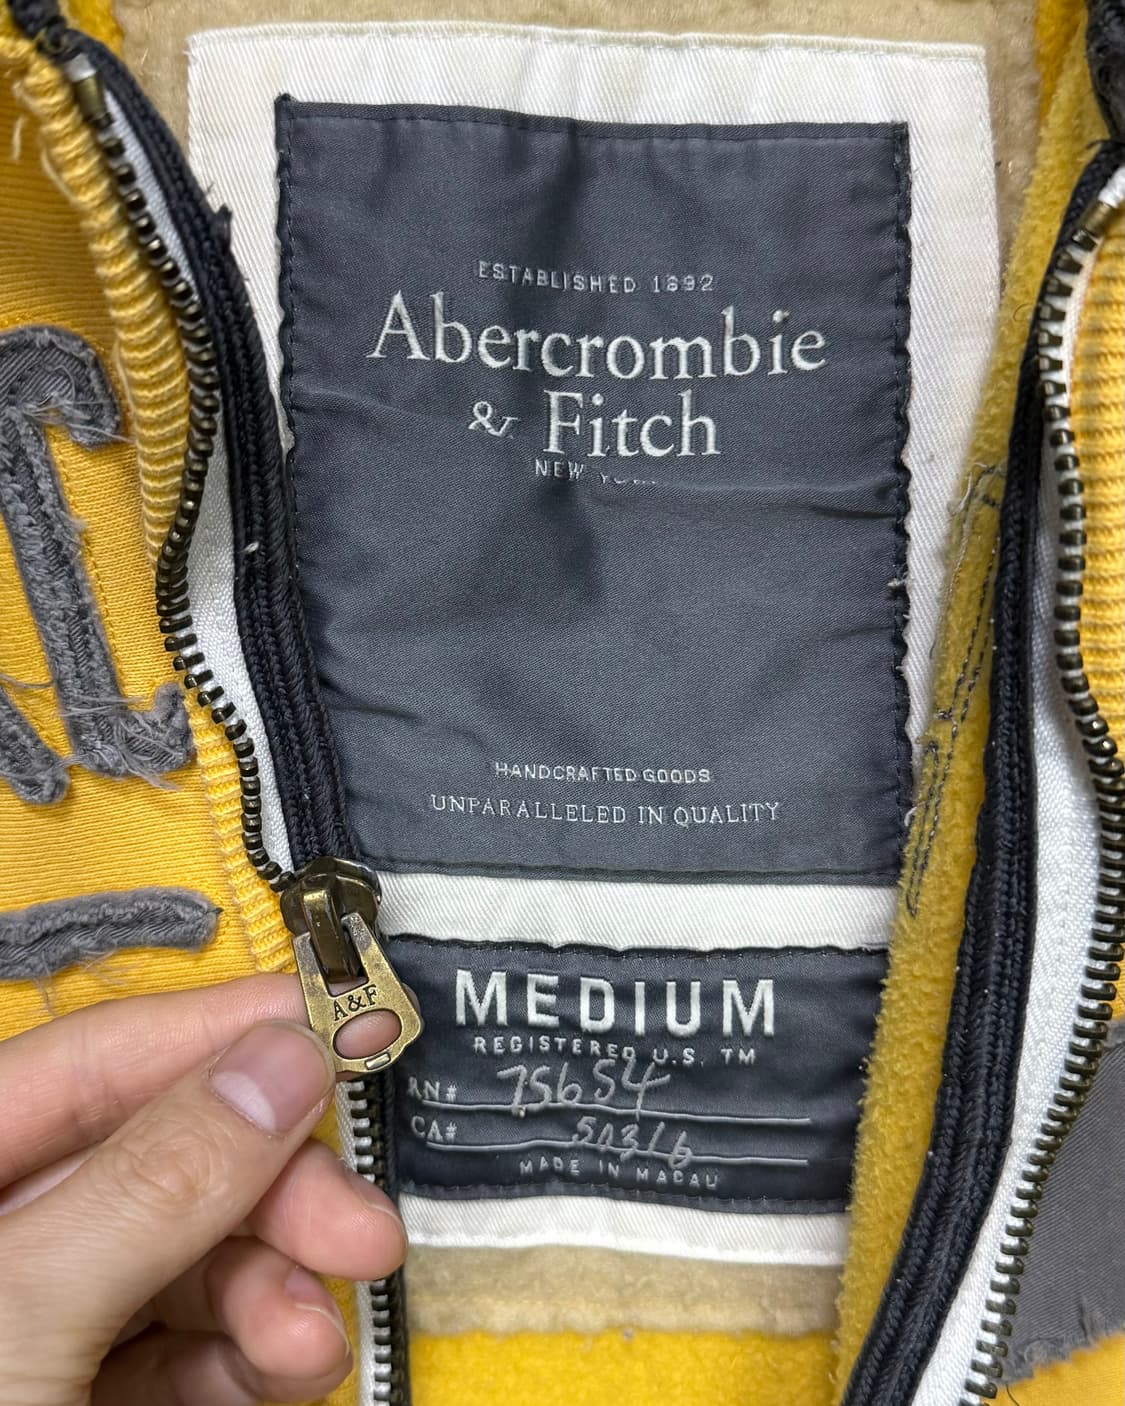 ESTABLISHED 1892
Abercrombie
& Fitch
NEW
HANDCRAFTED GOODS
UNPARALLELED IN QUALITY
A&F
MEDIUM
REGISTERED U.S. TM
RN# 75654
CA# 50316
MADE IN MACAU